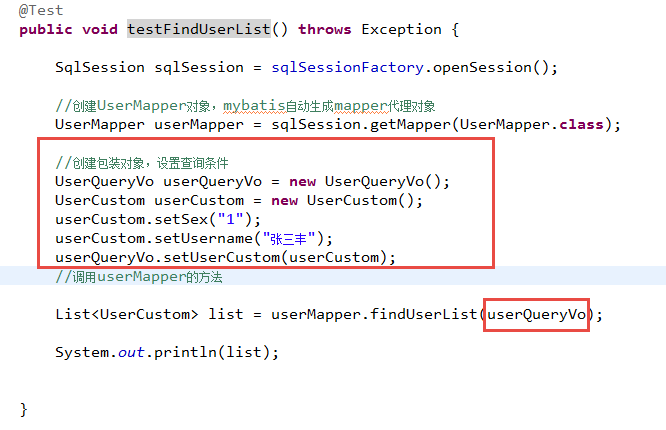 @Test
public void testFindUserList() throws Exception {
SqlSession sqlSession = sqlSessionFactory.openSession();
//创建UserMapper对象，mybatis自动生成mapper代理对象
UserMapper userMapper = sqlSession.getMapper(UserMapper.class);
//创建包装对象，设置查询条件
UserQueryVo userQueryVo = new UserQueryVo();
UserCustom userCustom = new UserCustom();
userCustom.setSex("1");
userCustom.setUsername("张三丰");
userQueryVo.setUserCustom(userCustom);
//调用userMapper的方法
List<UserCustom> list = userMapper.findUserList(userQueryVo);
System.out.println(list);
}